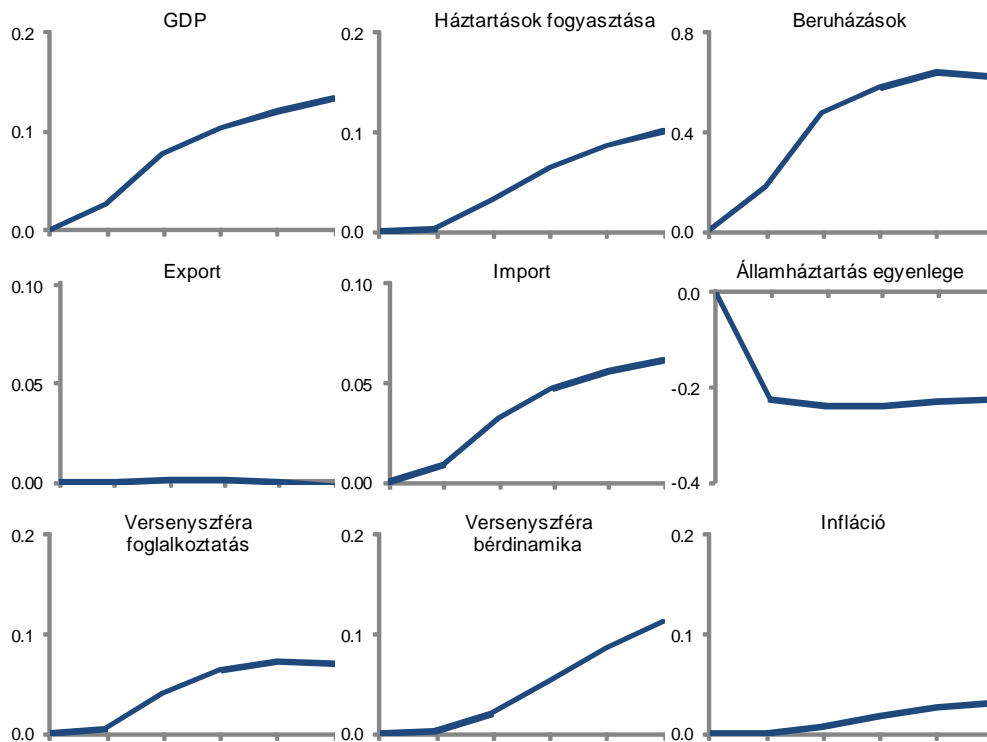 GDP
0.2
0.1
0.0
Háztartások fogyasztása
0.2
0.1
0.0
Beruházások
0.8
0.4
0.0
Export
0.10
0.05
0.00
Import
0.10
0.05
0.00
Államháztartás egyenlege
0.0
-0.2
-0.4
Versenyszféra
foglalkoztatás
0.2
0.1
0.0
Versenyszféra
bérdinamika
0.2
0.1
0.0
Infláció
0.2
0.1
0.0